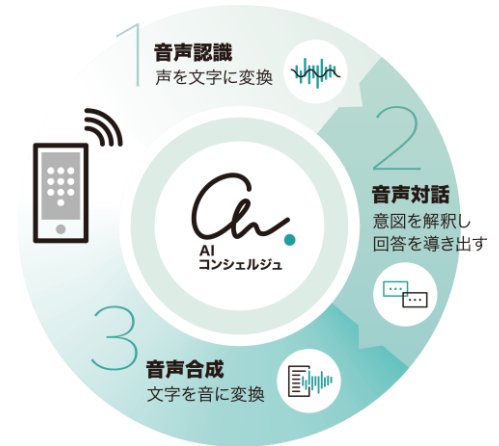 1
音声認識
声を文字に変換
2
音声対話
意図を解釈し
回答を導き出す
Ch.
AI
コンシェルジュ
3
音声合成
文字を音に変換